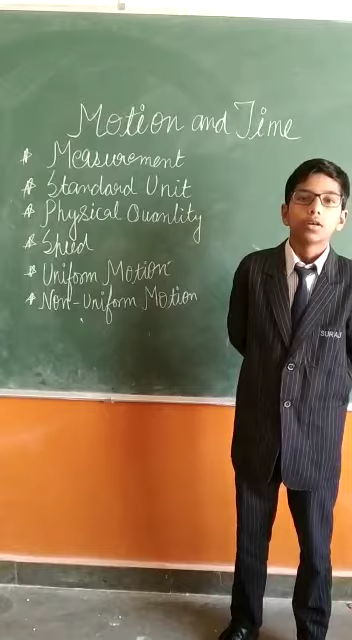 Motion and Time
* Measurement
* Standard Unit
* Physical Quantity
* Speed
* Uniform Motion
* Non-Uniform Motion
SURAJ